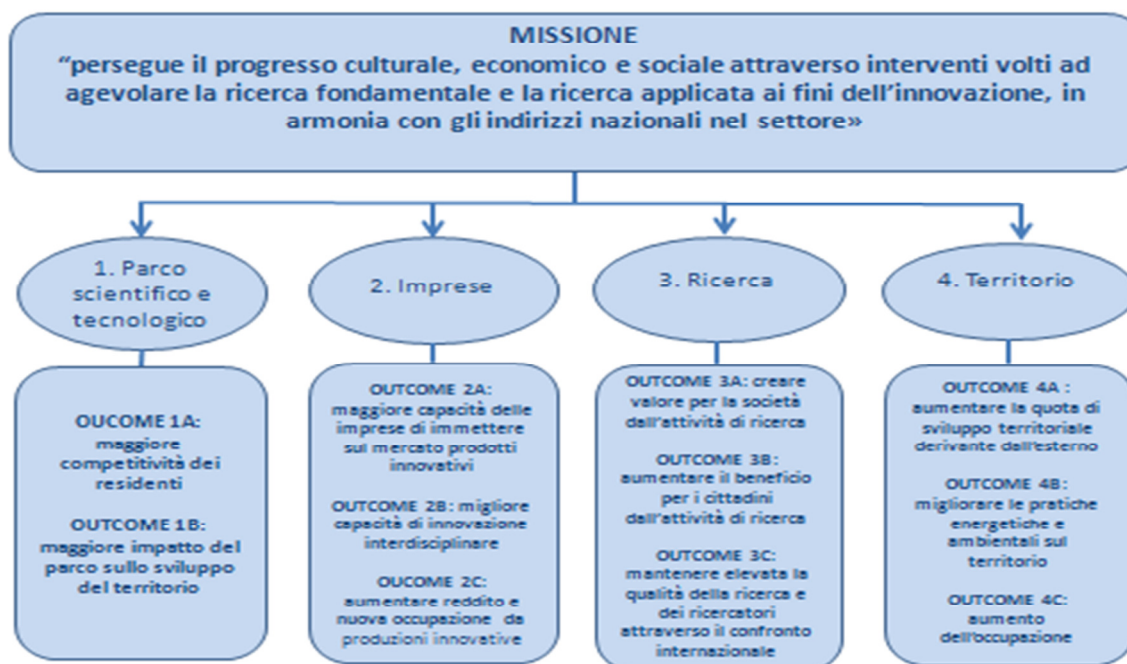 MISSIONE
“persegue il progresso culturale, economico e sociale attraverso interventi volti ad
agevolare la ricerca fondamentale e la ricerca applicata ai fini dell’innovazione, in
armonia con gli indirizzi nazionali nel settore»
1. Parco
scientifico e
tecnologico
2. Imprese
3. Ricerca
4. Territorio
OUCOME 1A:
maggiore
competitività dei
residenti
OUTCOME 1B:
maggiore impatto del
parco sullo sviluppo
del territorio
OUTCOME 2A:
maggiore capacità delle
imprese di immettere
sul mercato prodotti
innovativi
OUTCOME 2B: migliore
capacità di innovazione
interdisciplinare
OUCOME 2C:
aumentare reddito e
nuova occupazione da
produzioni innovative
OUTCOME 3A: creare
valore per la società
dall’attività di ricerca
OUTCOME 3B:
aumentare il beneficio
per i cittadini
dall’attività di ricerca
OUTCOME 3C:
mantenere elevata la
qualità della ricerca e
dei ricercatori
attraverso il confronto
internazionale
OUTCOME 4A :
aumentare la quota di
sviluppo territoriale
derivante dall’esterno
OUTCOME 4B:
migliorare le pratiche
energetiche e
ambientali sul
territorio
OUTCOME 4C:
aumento
dell’occupazione